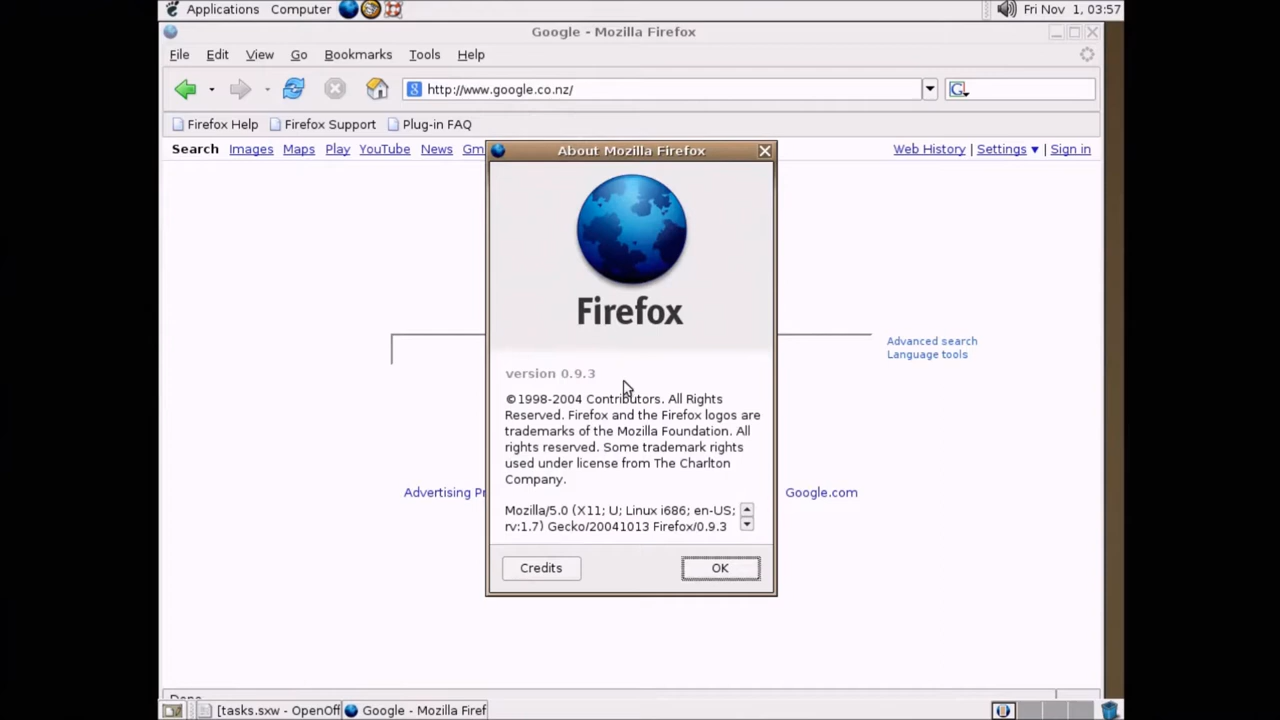 Applications Computer Fri Nov 1, 03:57
Google - Mozilla Firefox
File Edit View Go Bookmarks Tools Help
http://www.google.co.nz/ G
Firefox Help Firefox Support Plug-in FAQ
Search Images Maps Play YouTube News Gm Web History | Settings ▼ | Sign in
About Mozilla Firefox
Firefox
Advanced search
Language tools
version 0.9.3
©1998-2004 Contributors. All Rights
Reserved. Firefox and the Firefox logos are
trademarks of the Mozilla Foundation. All
rights reserved. Some trademark rights
used under license from The Charlton
Company.
Advertising Pr Google.com
Mozilla/5.0 (X11; U; Linux i686; en-US;
rv:1.7) Gecko/20041013 Firefox/0.9.3
Credits OK
[tasks.sxw - OpenOff Google - Mozilla Firef